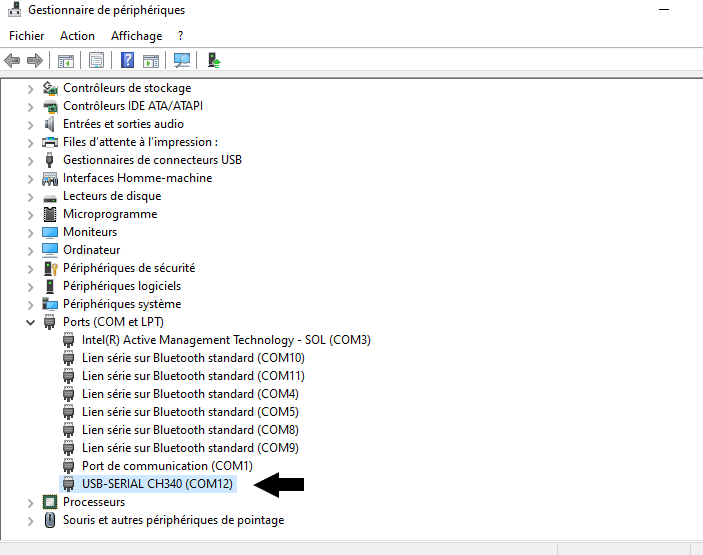 Gestionnaire de périphériques
Fichier Action Affichage ?
Contrôleurs de stockage
Contrôleurs IDE ATA/ATAPI
Entrées et sorties audio
Files d'attente à l'impression :
Gestionnaires de connecteurs USB
Interfaces Homme-machine
Lecteurs de disque
Microprogramme
Moniteurs
Ordinateur
Périphériques de sécurité
Périphériques logiciels
Périphériques système
Ports (COM et LPT)
Intel(R) Active Management Technology - SOL (COM3)
Lien série sur Bluetooth standard (COM10)
Lien série sur Bluetooth standard (COM11)
Lien série sur Bluetooth standard (COM4)
Lien série sur Bluetooth standard (COM5)
Lien série sur Bluetooth standard (COM8)
Lien série sur Bluetooth standard (COM9)
Port de communication (COM1)
USB-SERIAL CH340 (COM12)
Processeurs
Souris et autres périphériques de pointage